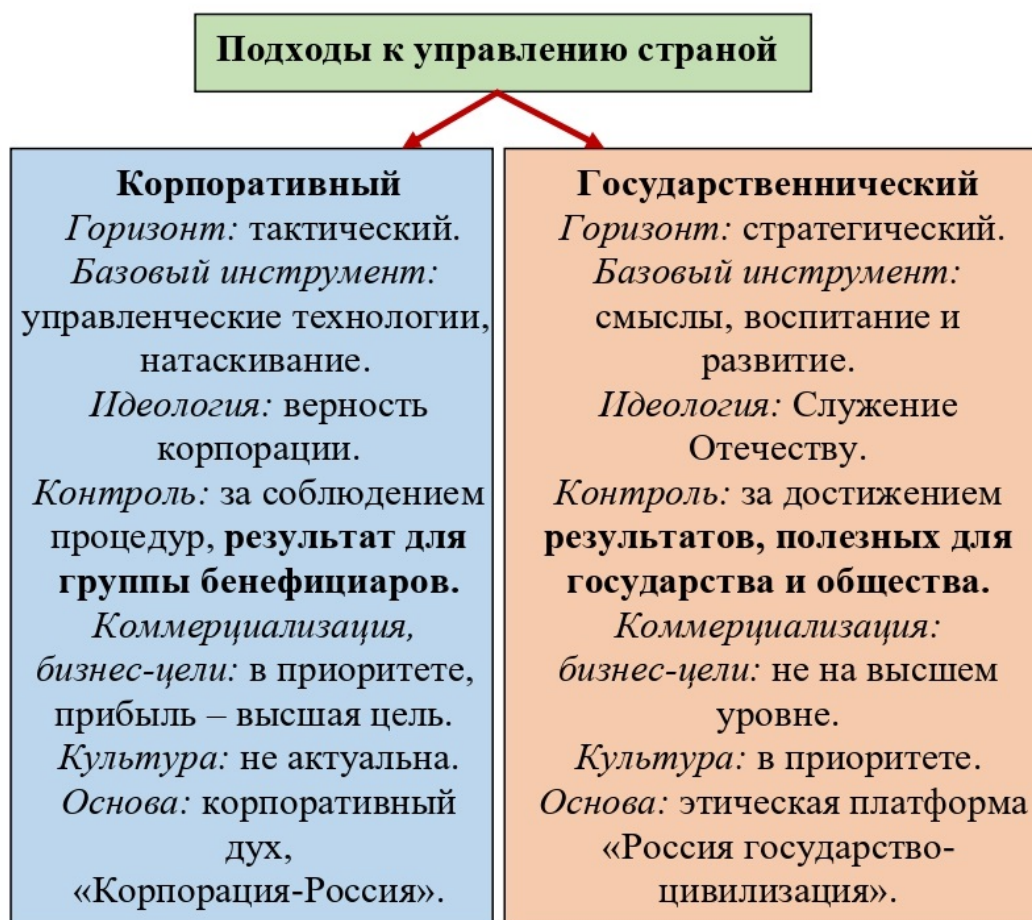 Подходы к управлению страной
Корпоративный
Горизонт: тактический.
Базовый инструмент:
управленческие технологии,
натаскивание.
Идеология: верность
корпорации.
Контроль: за соблюдением
процедур, результат для
группы бенефициаров.
Коммерциализация,
бизнес-цели: в приоритете,
прибыль – высшая цель.
Культура: не актуальна.
Основа: корпоративный
дух,
«Корпорация-Россия».
Государственнический
Горизонт: стратегический.
Базовый инструмент:
смыслы, воспитание и
развитие.
Идеология: Служение
Отечеству.
Контроль: за достижением
результатов, полезных для
государства и общества.
Коммерциализация:
бизнес-цели: не на высшем
уровне.
Культура: в приоритете.
Основа: этическая платформа
«Россия государство-
цивилизация».